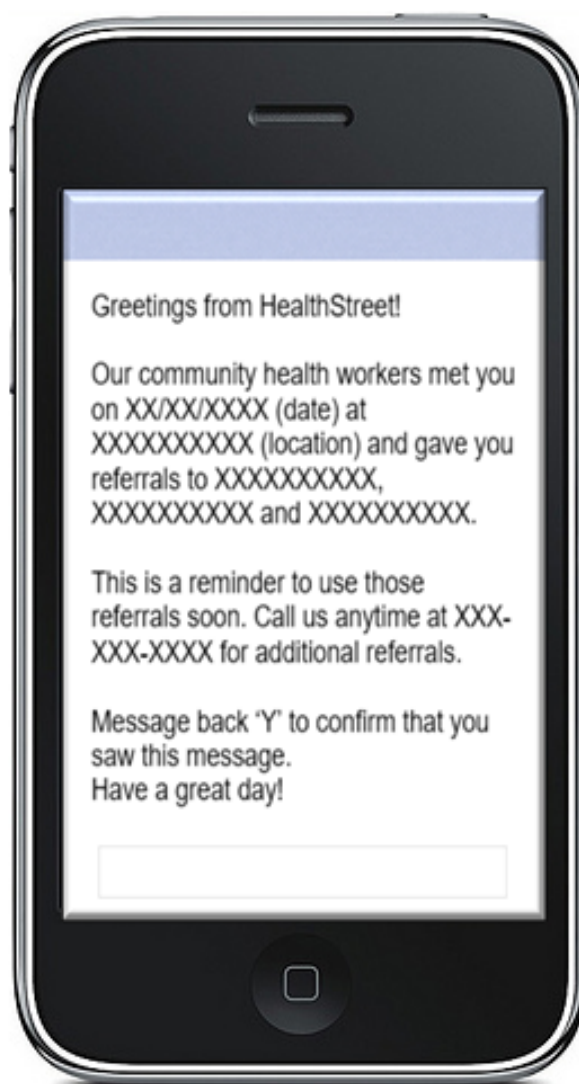 Greetings from HealthStreet!
Our community health workers met you
on XX/XX/XXXX (date) at
XXXXXXXXXX (location) and gave you
referrals to XXXXXXXXXX,
XXXXXXXXXX and XXXXXXXXXX.
This is a reminder to use those
referrals soon. Call us anytime at XXX-
XXX-XXXX for additional referrals.
Message back ‘Y’ to confirm that you
saw this message.
Have a great day!